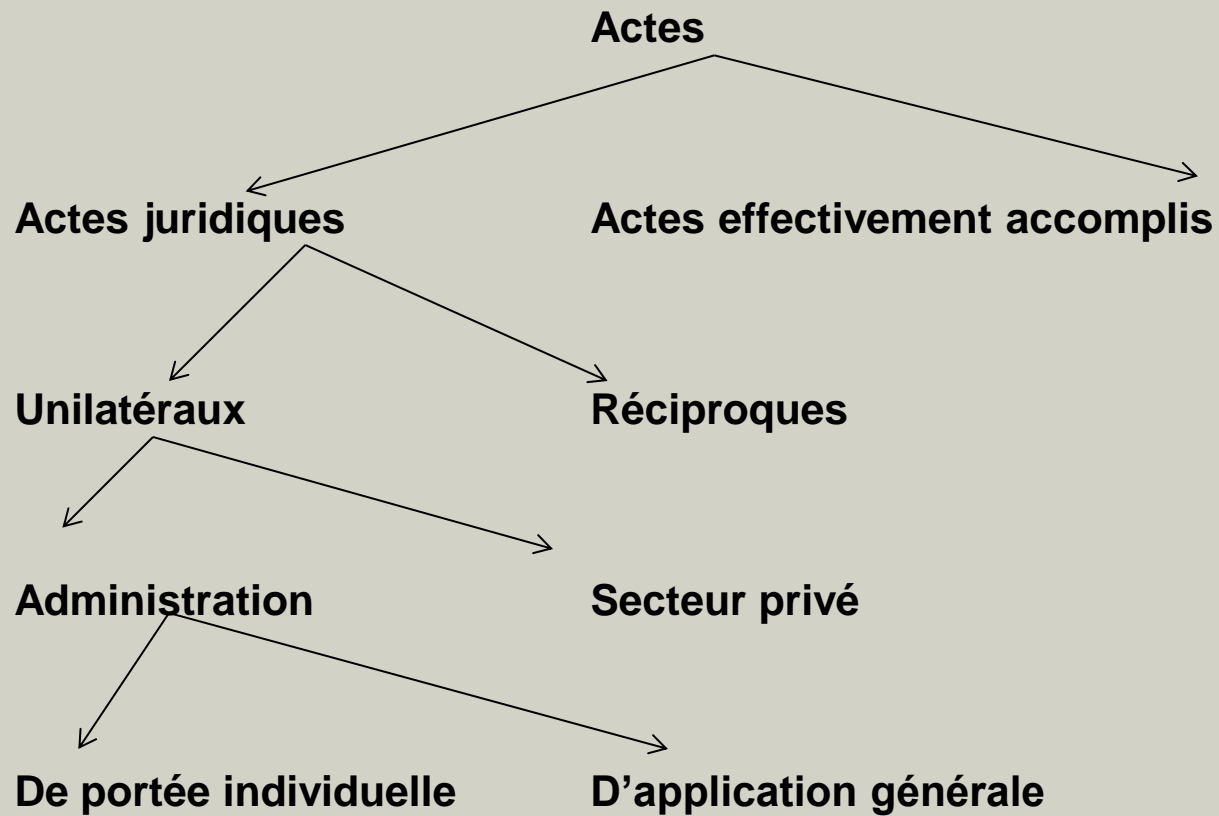 Actes
Actes juridiques
Actes effectivement accomplis
Unilatéraux
Réciproques
Administration
Secteur privé
De portée individuelle
D’application générale